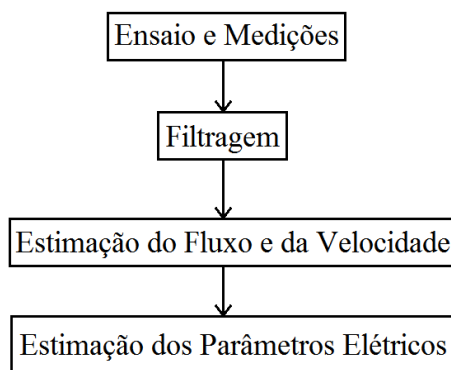 Ensaio e Medições
Filtragem
Estimação do Fluxo e da Velocidade
Estimação dos Parâmetros Elétricos